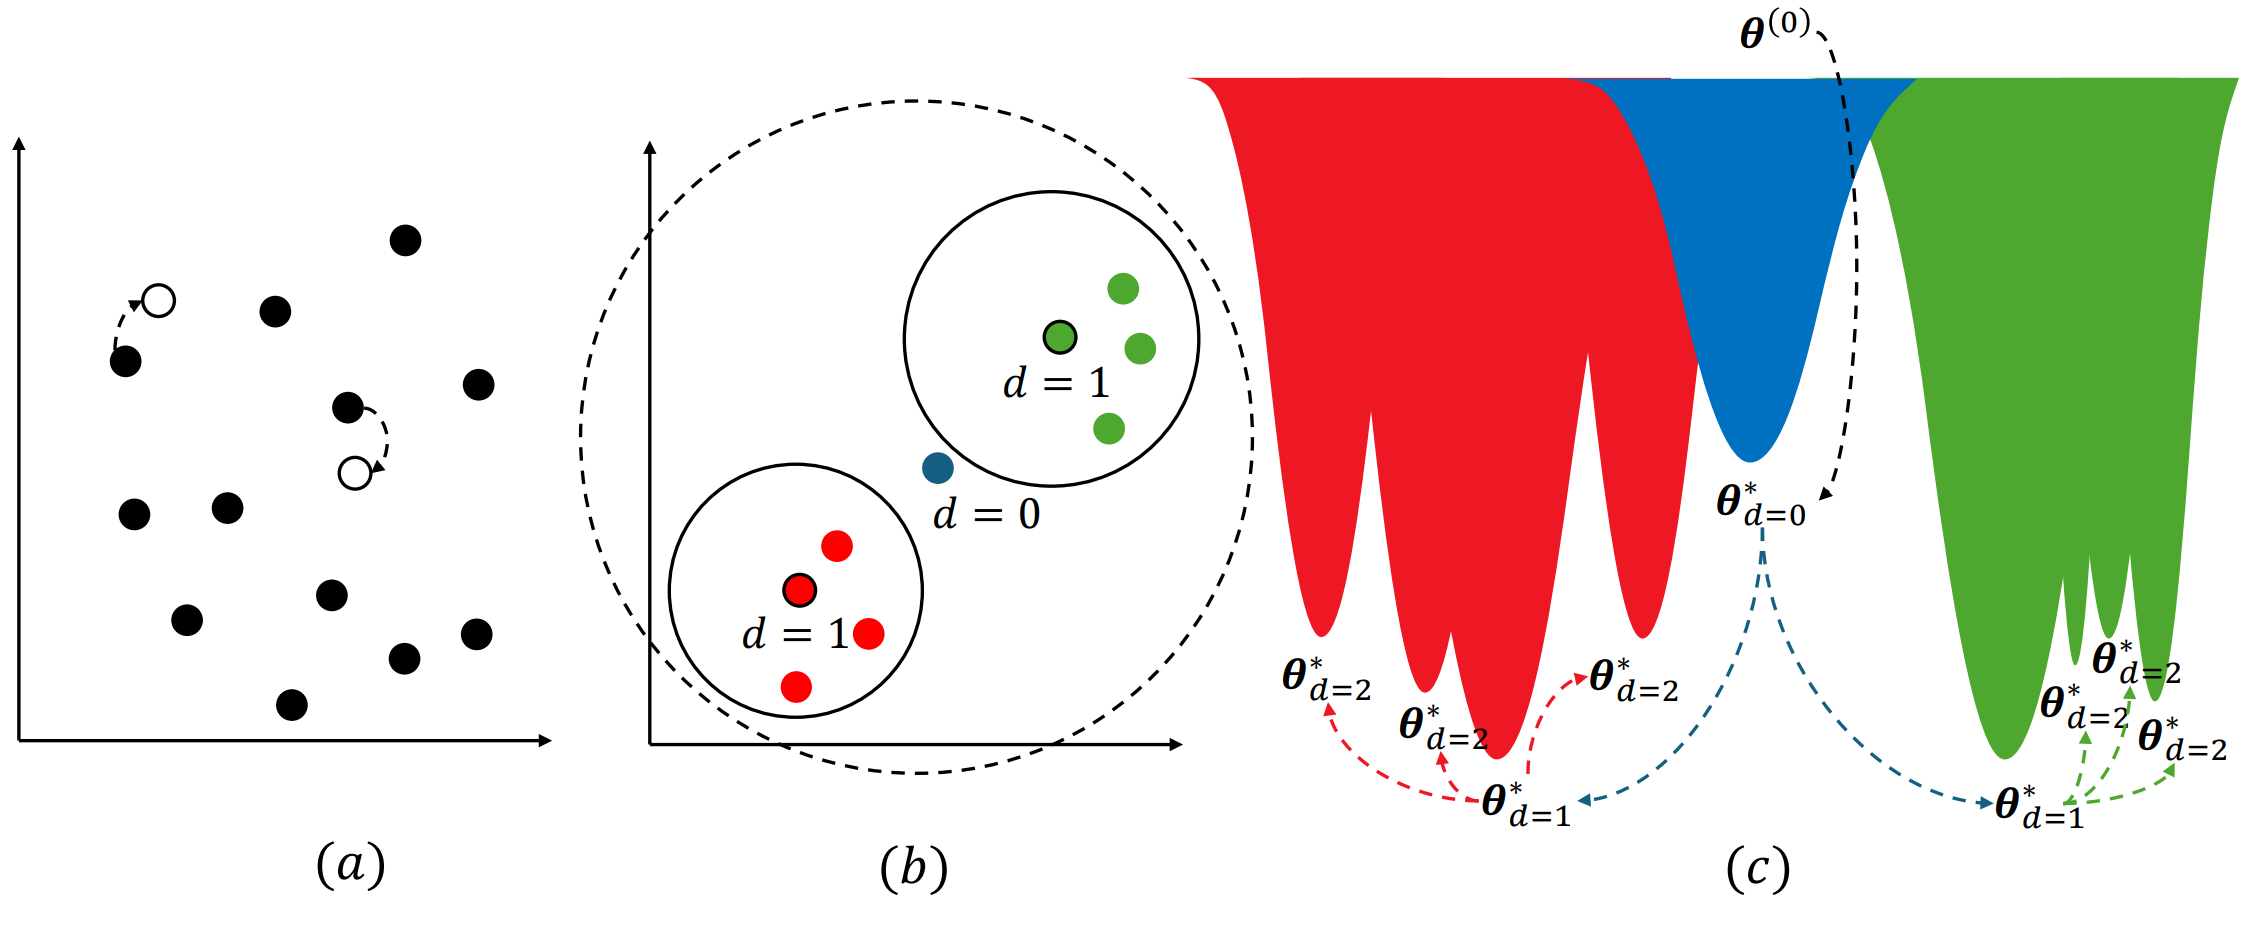 (a)
d = 1
d = 0
d = 1
(b)
θ^{(0)}
θ^*_{d=0}
θ^*_{d=2}
θ^*_{d=2}
θ^*_{d=2}
θ^*_{d=1}
θ^*_{d=2}
θ^*_{d=2}
θ^*_{d=2}
θ^*_{d=1}
(c)